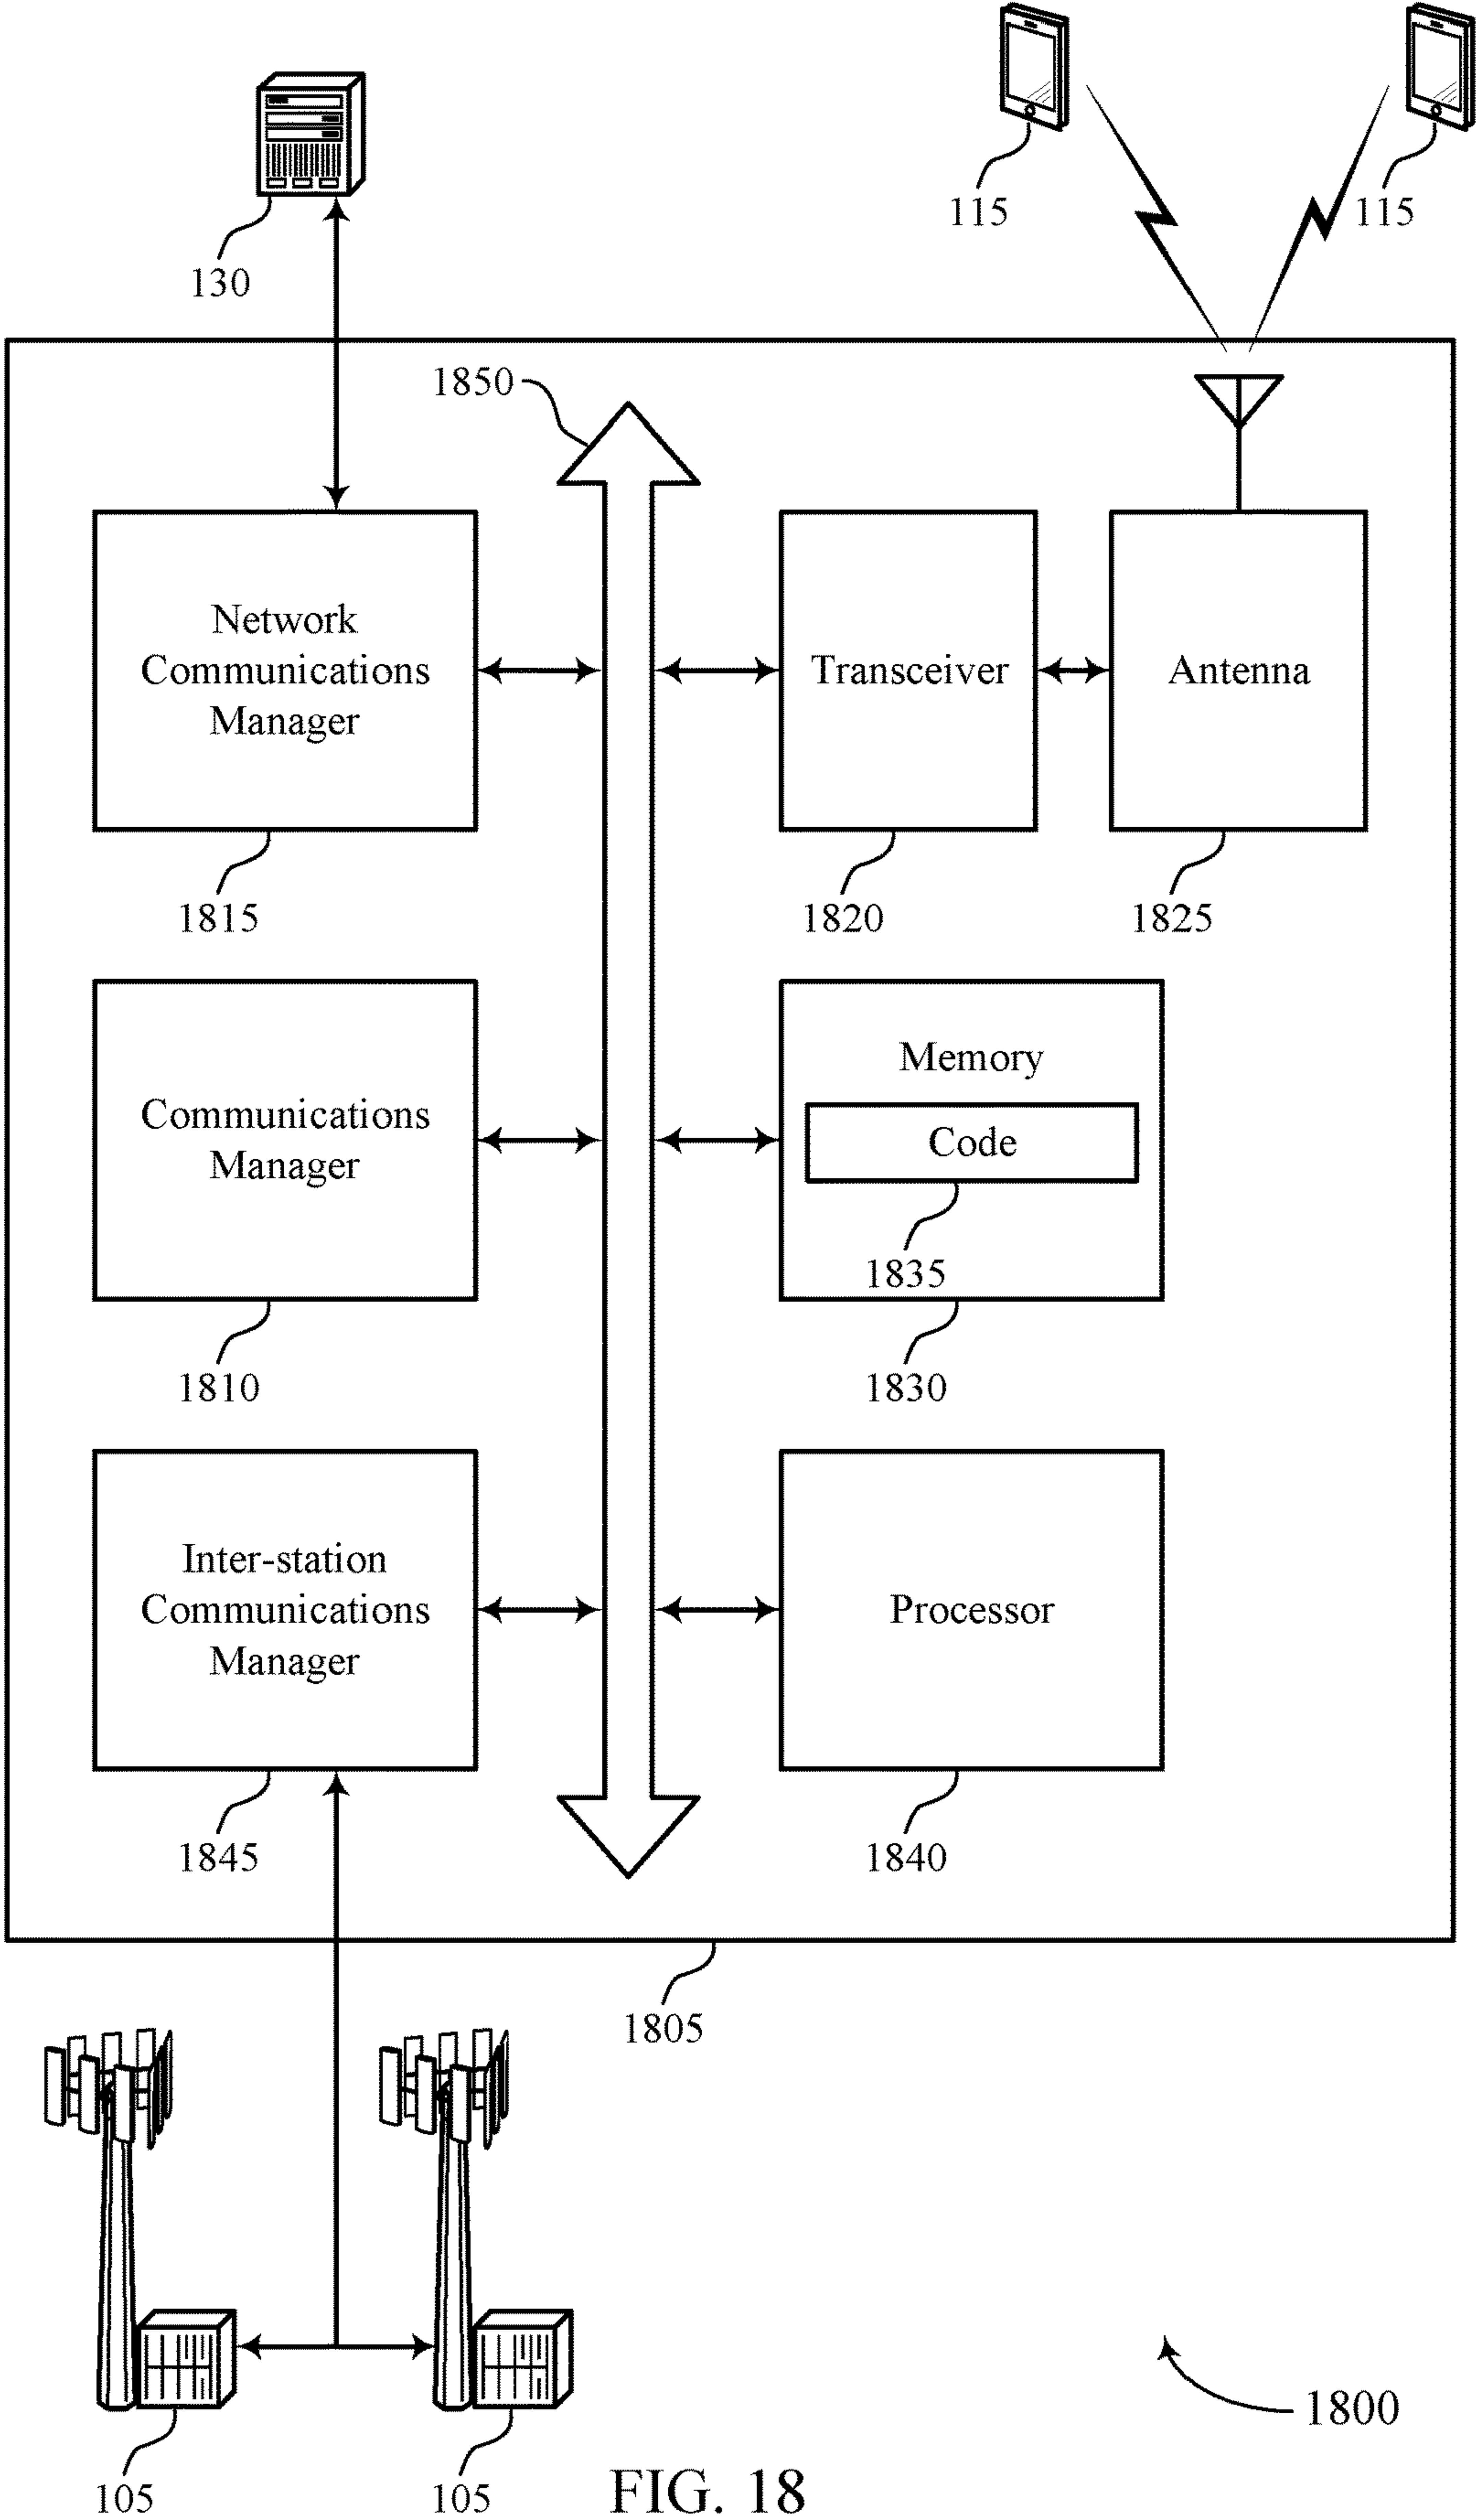 115
115
130
1850
Network
Communications
Manager
Transceiver
Antenna
1815
1820
1825
Communications
Manager
Memory
Code
1835
1810
1830
Inter-station
Communications
Manager
Processor
1845
1840
1805
1800
105
105
FIG. 18